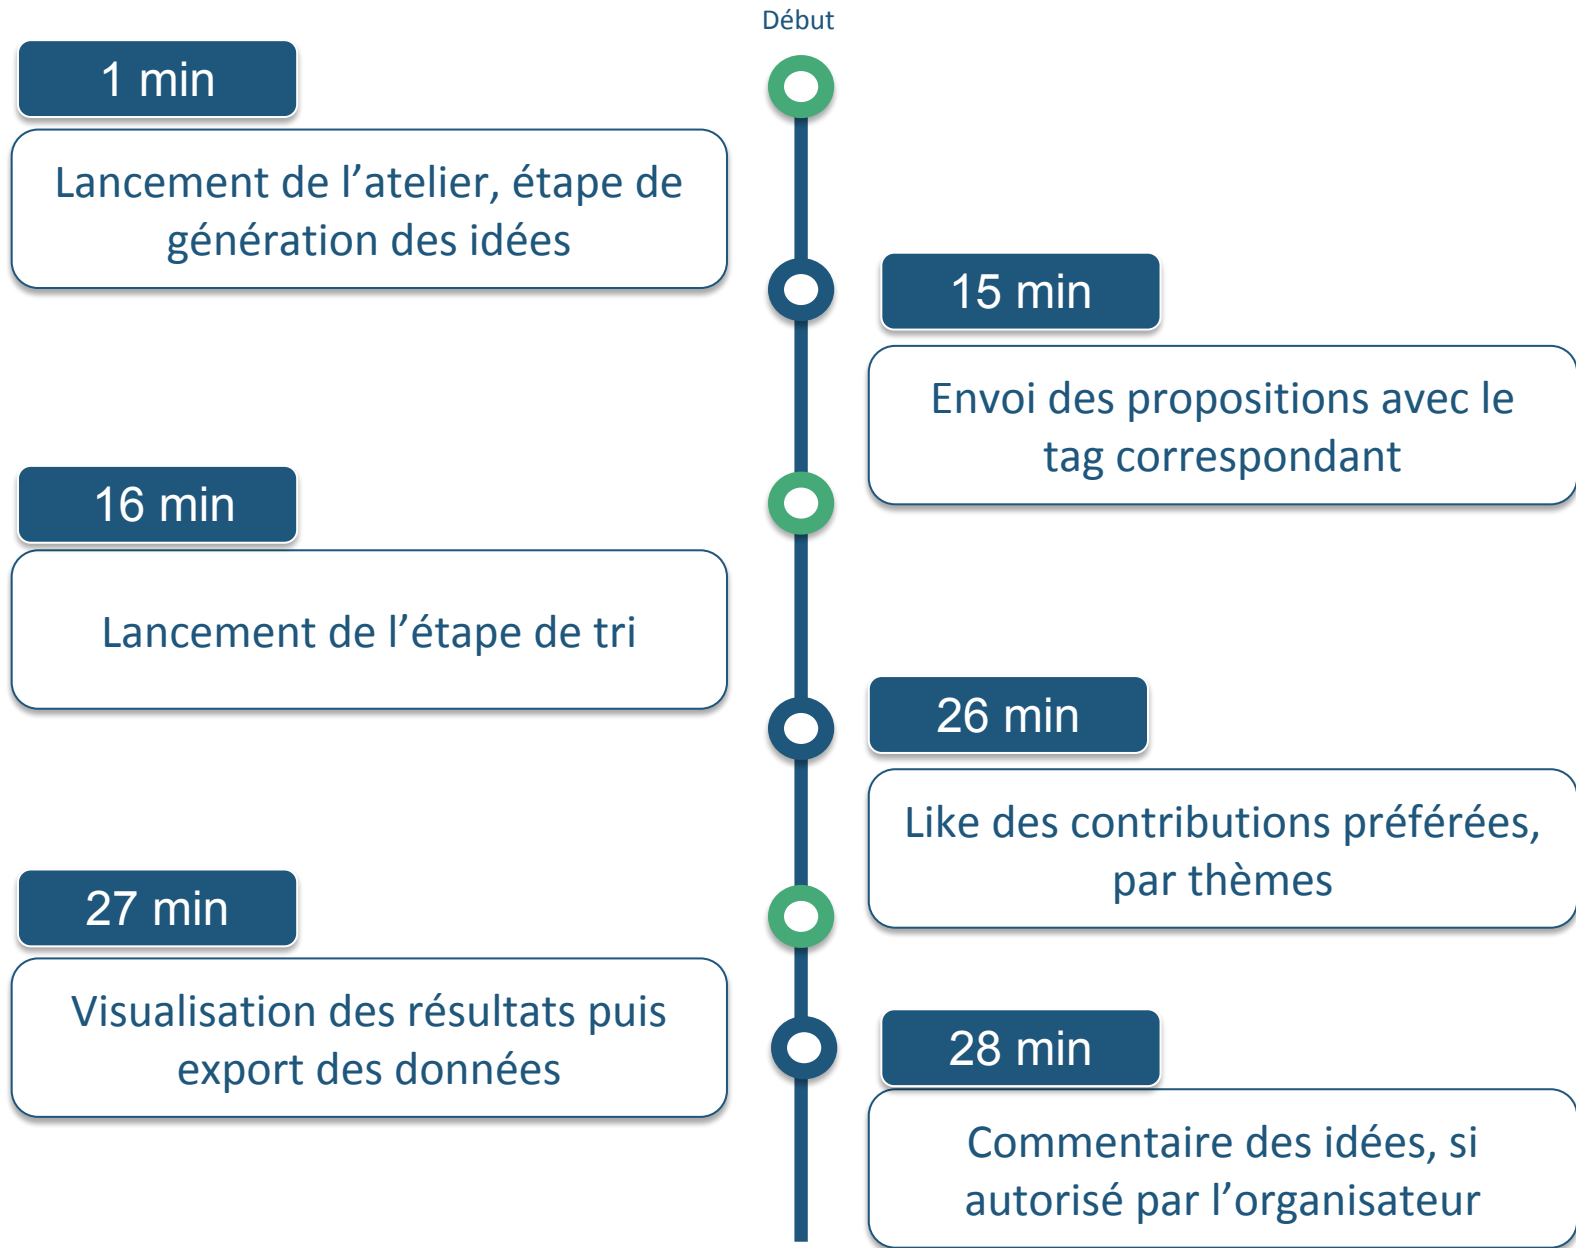 Début
1 min
Lancement de l’atelier, étape de
génération des idées
15 min
Envoi des propositions avec le
tag correspondant
16 min
Lancement de l’étape de tri
26 min
Like des contributions préférées,
par thèmes
27 min
Visualisation des résultats puis
export des données
28 min
Commentaire des idées, si
autorisé par l’organisateur